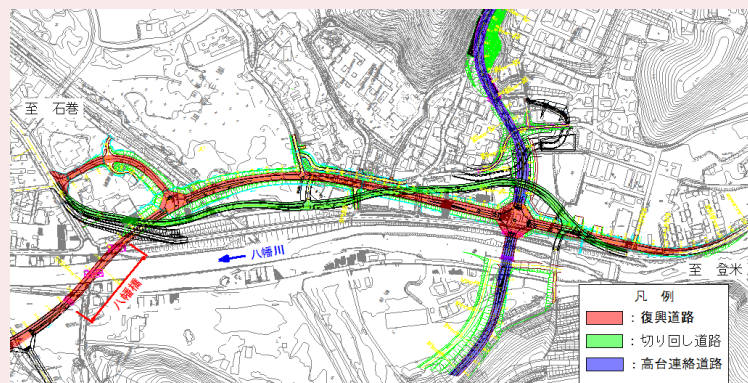 至 石巻
八幡川
八幡橋
至 登米
凡 例
：復興道路
：切り回し道路
：高台連絡道路